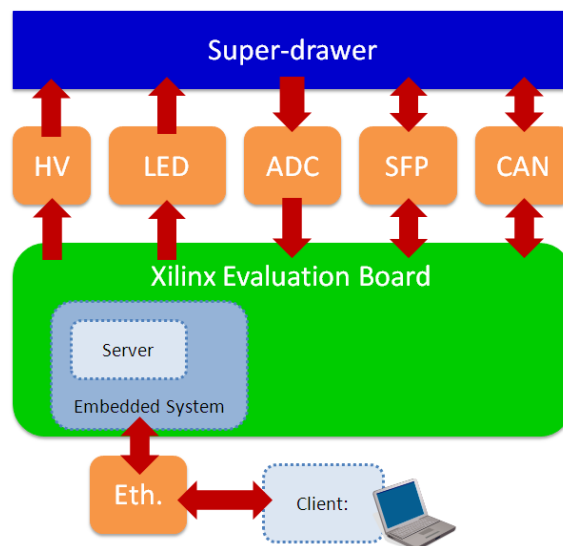 Super-drawer
HV
LED
ADC
SFP
CAN
Xilinx Evaluation Board
Server
Embedded System
Eth.
Client: